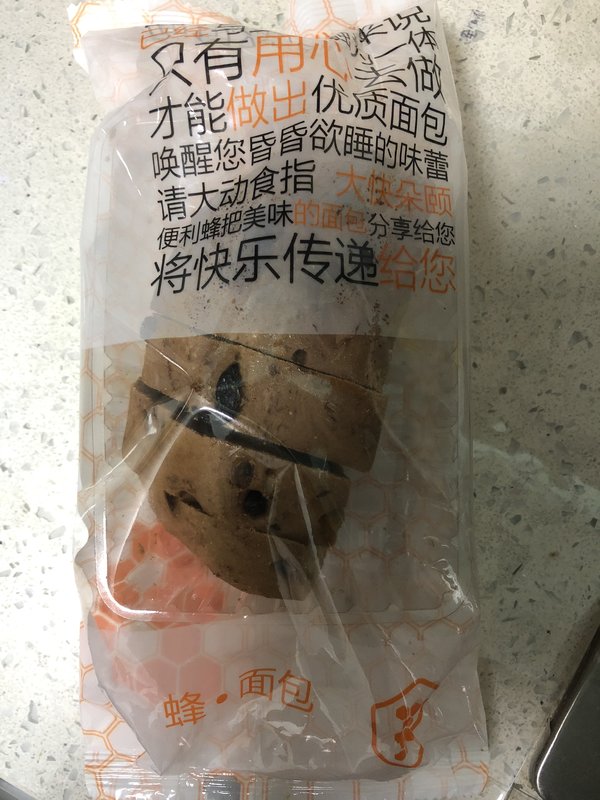 只有用心
才能做出优质面包
唤醒您昏昏欲睡的味蕾
请大动食指 大快朵颐
便利蜂把美味的面包分享给您
将快乐传递给您
蜂·面包